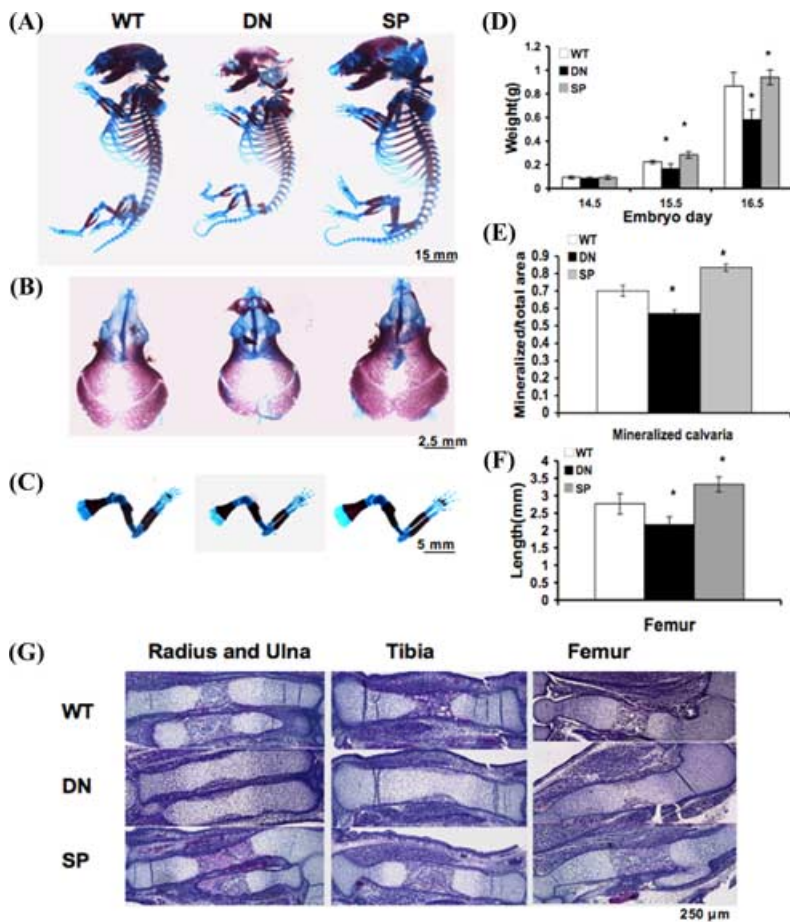 (A)
WT DN SP
15 mm
(B)
2.5 mm
(C)
5 mm
(D)
WT
DN
SP
Weight(g)
1.2
1
0.8
0.6
0.4
0.2
0
* * * *
14.5 15.5 16.5
Embryo day
(E)
WT
DN
SP
Mineralized/total area
0.9
0.8
0.7
0.6
0.5
0.4
0.3
0.2
0.1
0
* *
Mineralized calvaria
(F)
WT
DN
SP
Length(mm)
4
3.5
3
2.5
2
1.5
1
0.5
0
* *
Femur
(G)
Radius and Ulna Tibia Femur
WT
DN
SP
250 µm